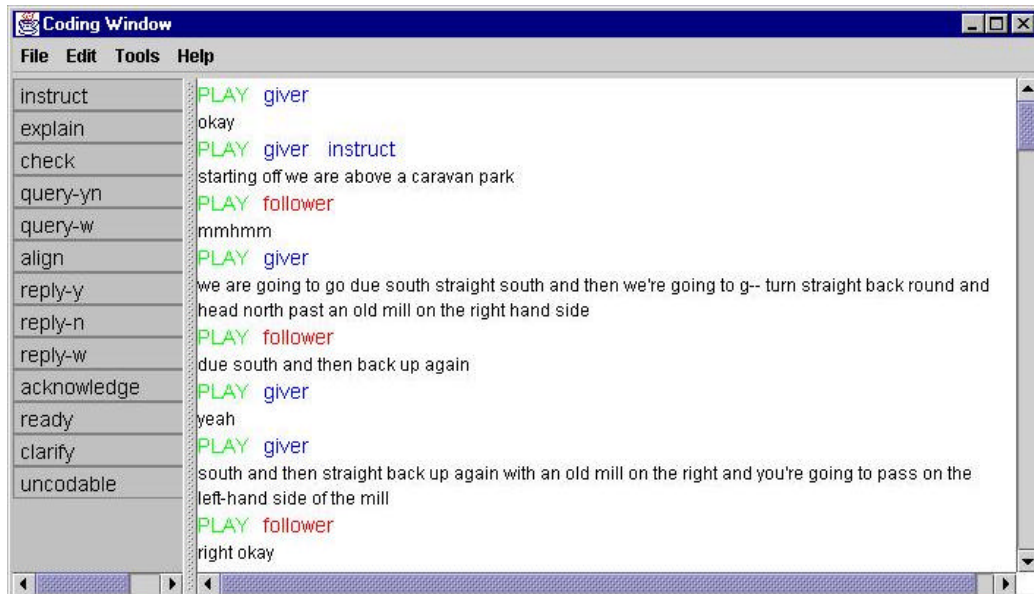 Coding Window
File Edit Tools Help
instruct
explain
check
query-yn
query-w
align
reply-y
reply-n
reply-w
acknowledge
ready
clarify
uncodable
PLAY giver
okay
PLAY giver instruct
starting off we are above a caravan park
PLAY follower
mmhmm
PLAY giver
we are going to go due south straight south and then we're going to g-- turn straight back round and
head north past an old mill on the right hand side
PLAY follower
due south and then back up again
PLAY giver
yeah
PLAY giver
south and then straight back up again with an old mill on the right and you're going to pass on the
left-hand side of the mill
PLAY follower
right okay